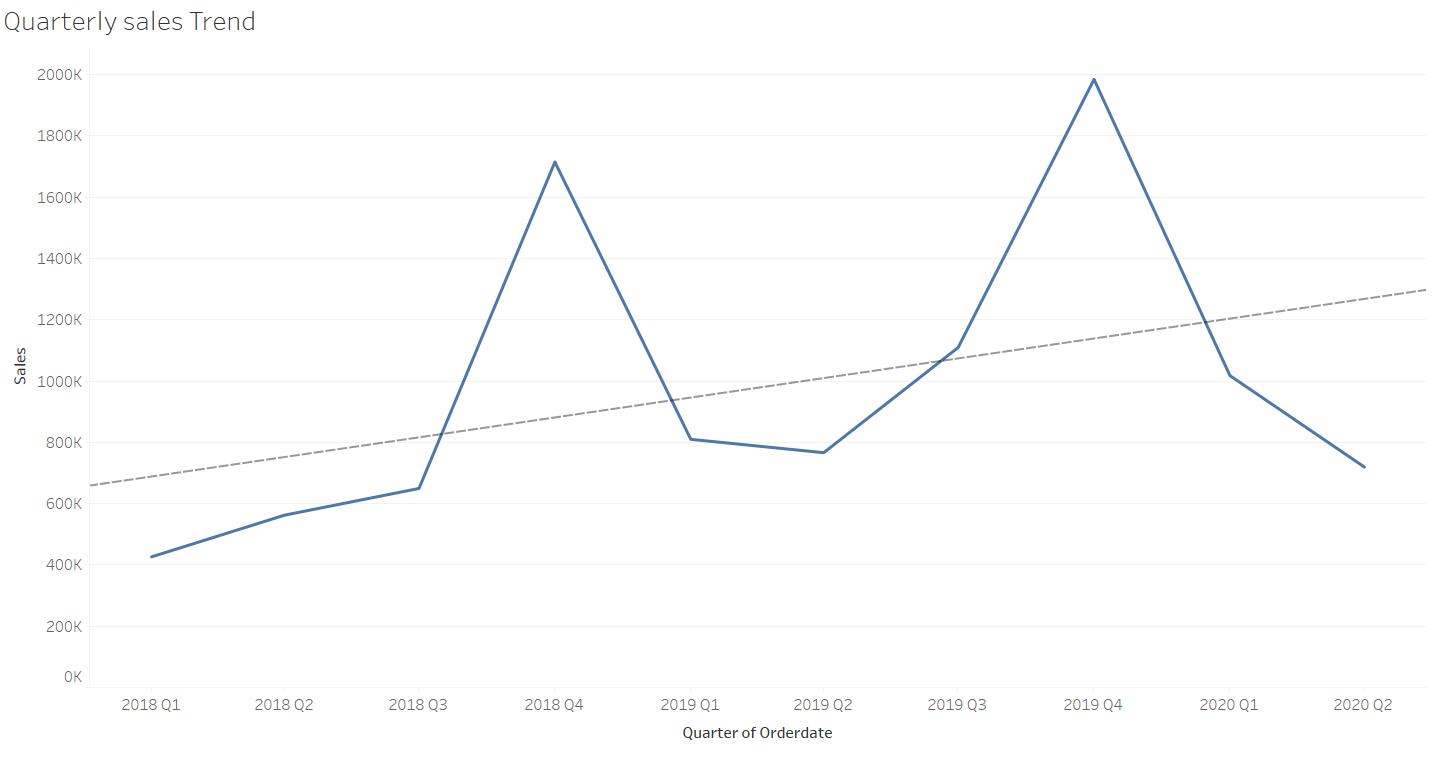 Quarterly sales Trend
2000K
1800K
1600K
1400K
1200K
1000K
800K
600K
400K
200K
0K
Sales
2018 Q1 2018 Q2 2018 Q3 2018 Q4 2019 Q1 2019 Q2 2019 Q3 2019 Q4 2020 Q1 2020 Q2
Quarter of Orderdate